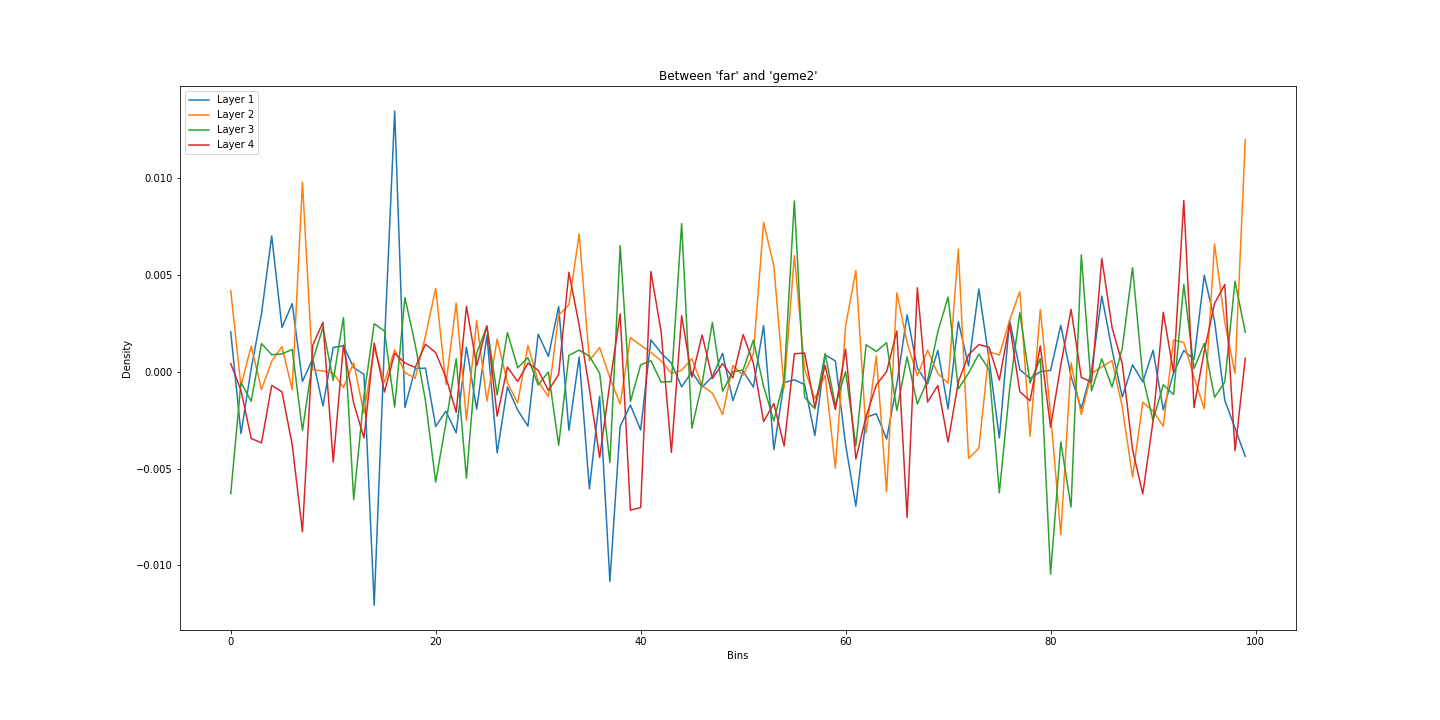 Between 'far' and 'geme2'
Layer 1
Layer 2
Layer 3
Layer 4
Density
0.010
0.005
0.000
−0.005
−0.010
0 20 40 60 80 100
Bins